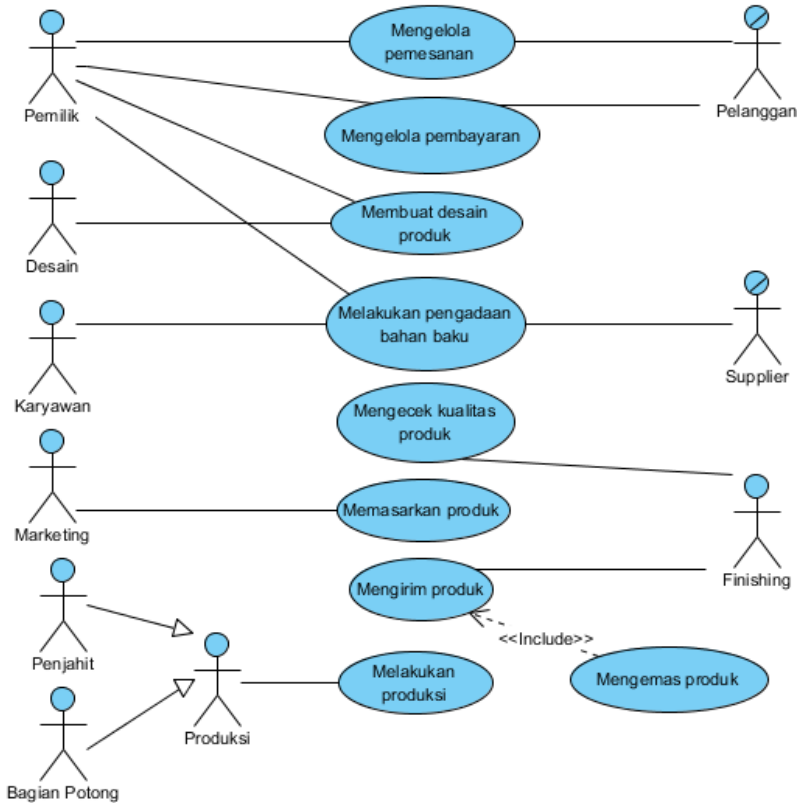 Mengelola
pemesanan
Pemilik
Pelanggan
Mengelola pembayaran
Membuat desain
produk
Desain
Melakukan pengadaan
bahan baku
Karyawan
Supplier
Mengecek kualitas
produk
Marketing
Memasarkan produk
Finishing
Mengirim produk
<<Include>>
Penjahit
Melakukan
produksi
Mengemas produk
Produksi
Bagian Potong